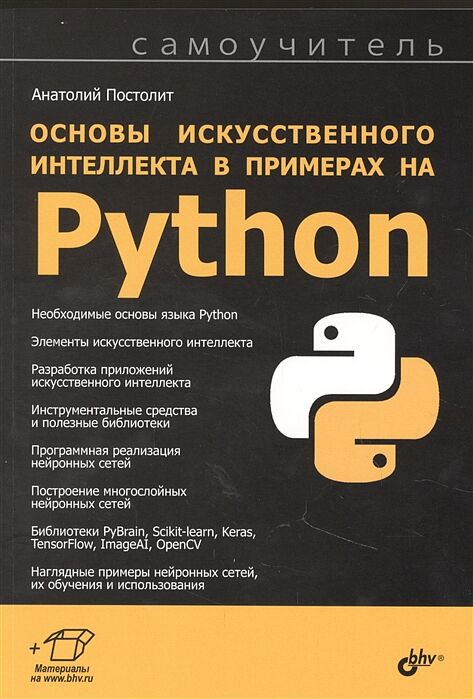 самоучитель
Анатолий Постолит
ОСНОВЫ ИСКУССТВЕННОГО
ИНТЕЛЛЕКТА В ПРИМЕРАХ НА
Python
Необходимые основы языка Python
Элементы искусственного интеллекта
Разработка приложений
искусственного интеллекта
Инструментальные средства
и полезные библиотеки
Программная реализация
нейронных сетей
Построение многослойных
нейронных сетей
Библиотеки PyBrain, Scikit-learn, Keras,
TensorFlow, ImageAI, OpenCV
Наглядные примеры нейронных сетей,
их обучения и использования
+
Материалы
на www.bhv.ru
bhv®